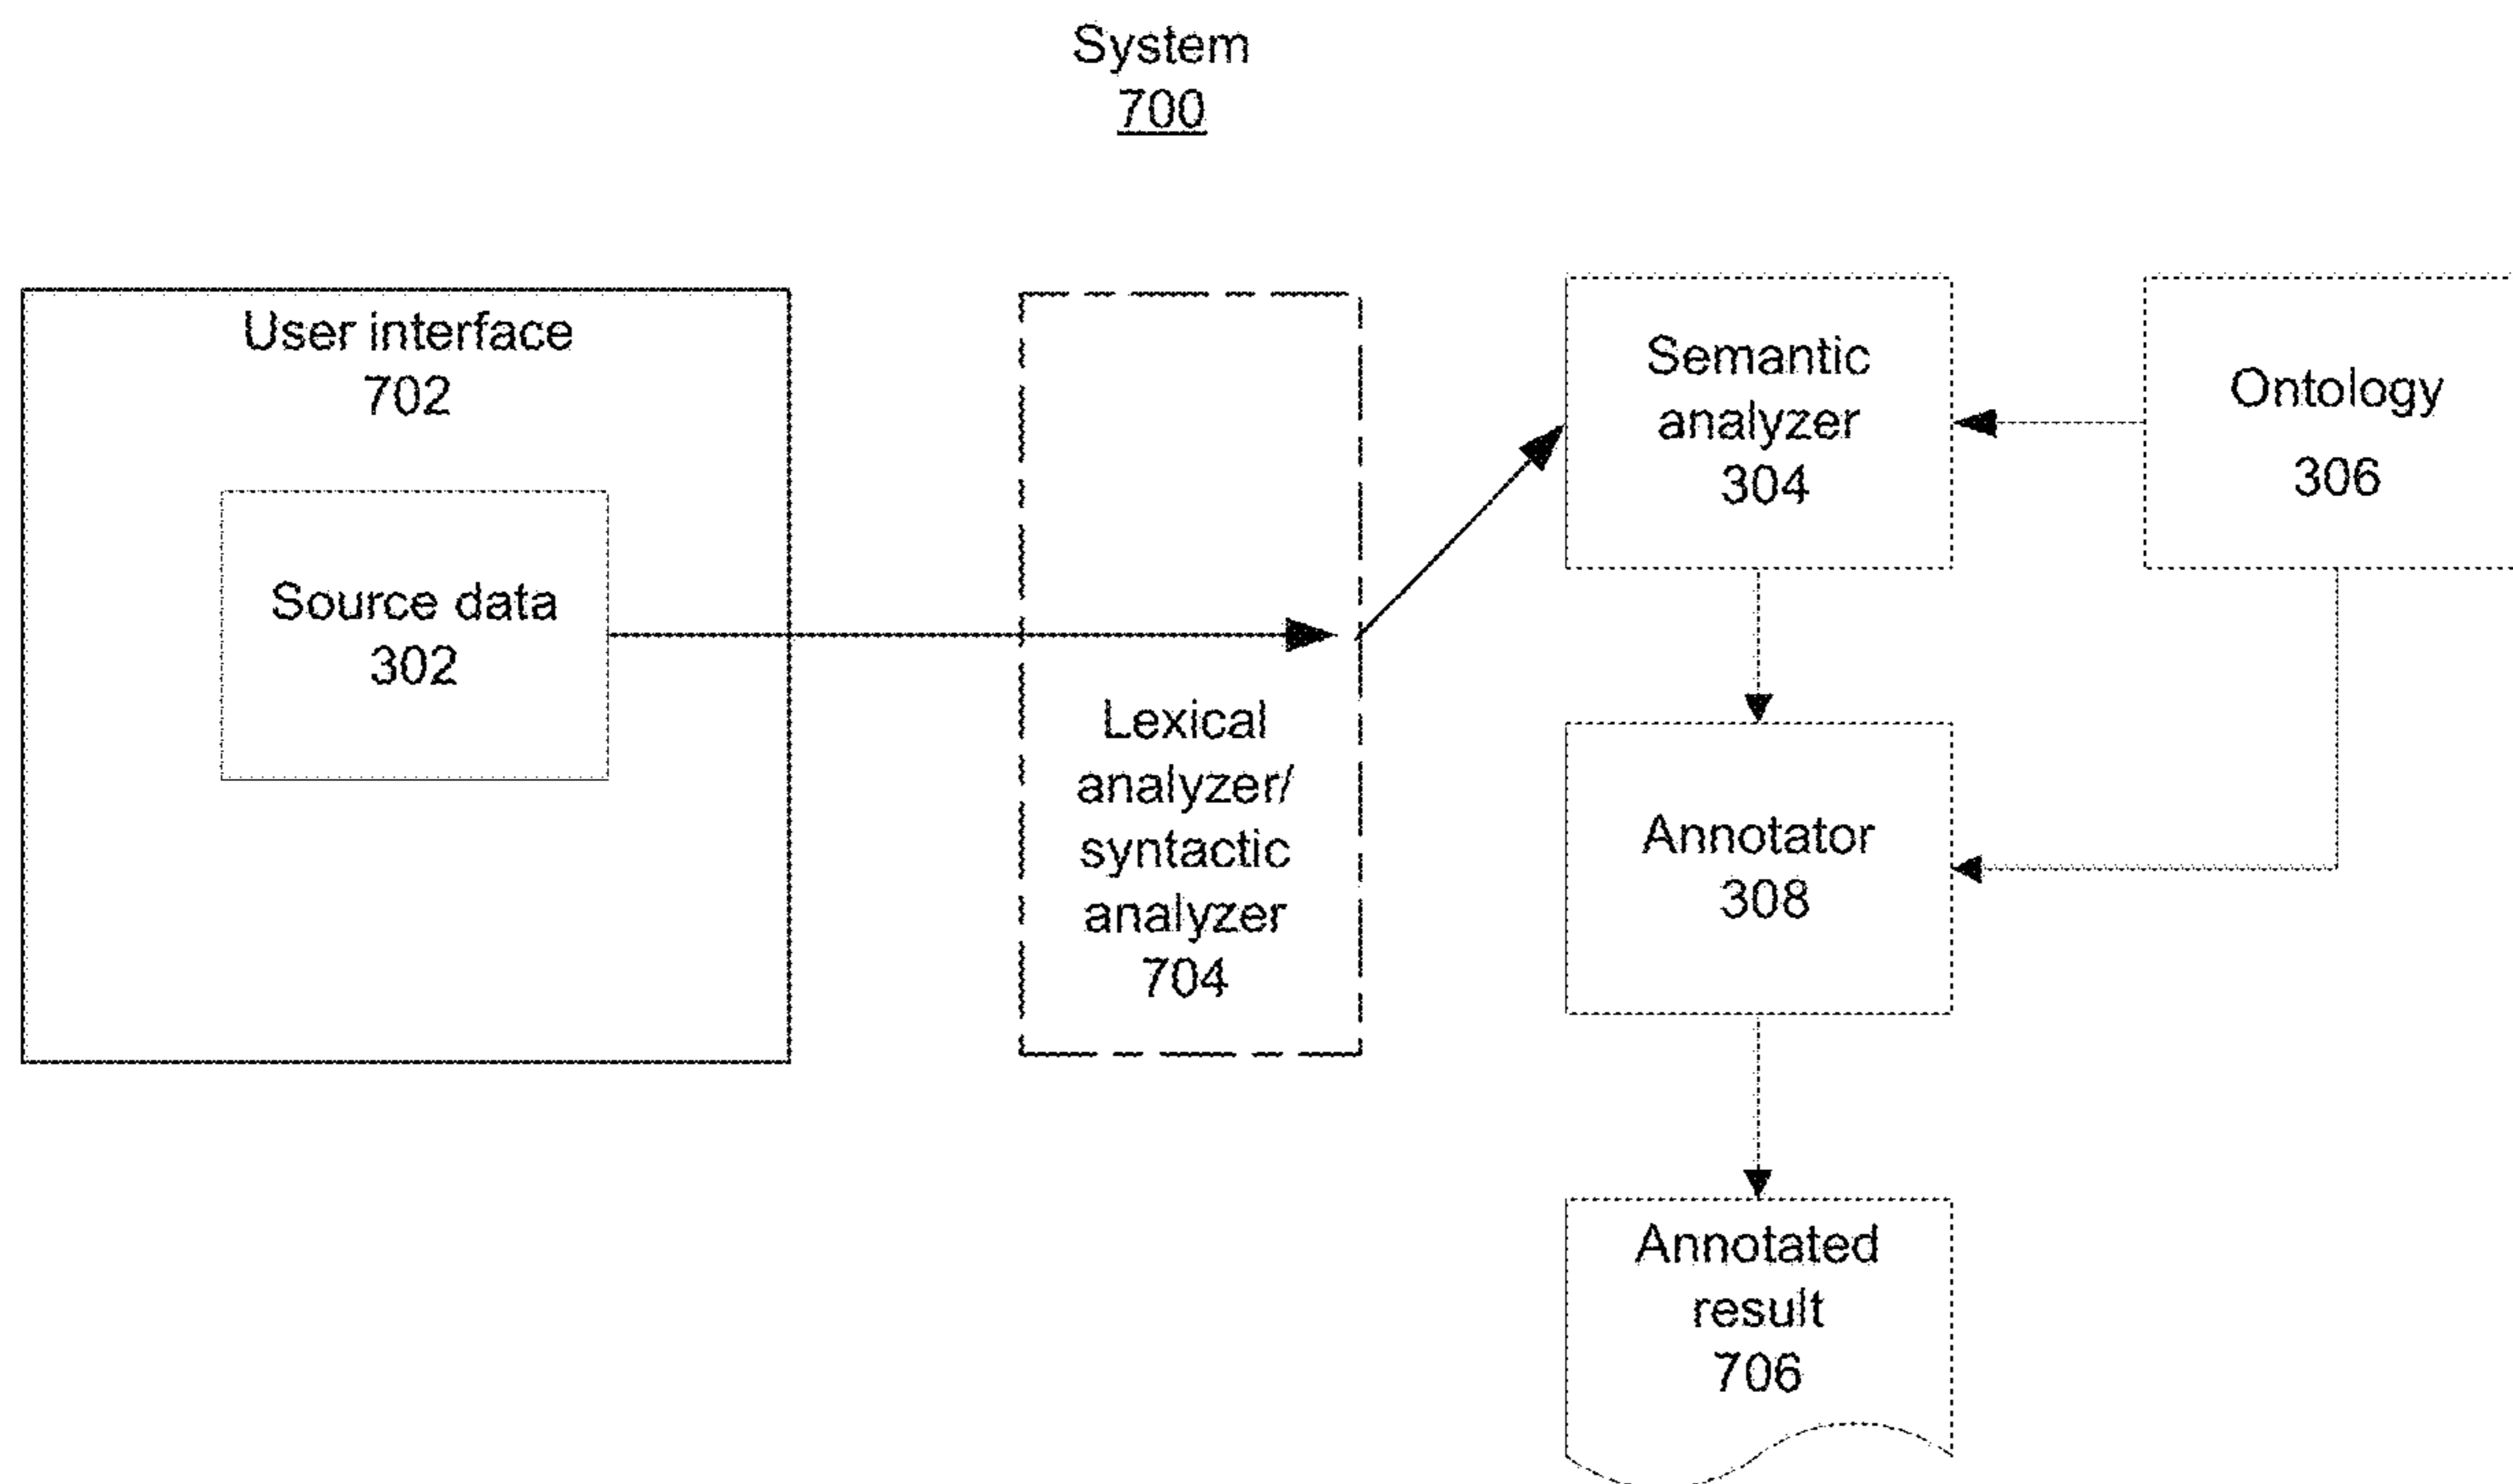 System
700
User interface
702
Source data
302
Lexical
analyzer/
syntactic
analyzer
704
Semantic
analyzer
304
Ontology
306
Annotator
308
Annotated
result
706